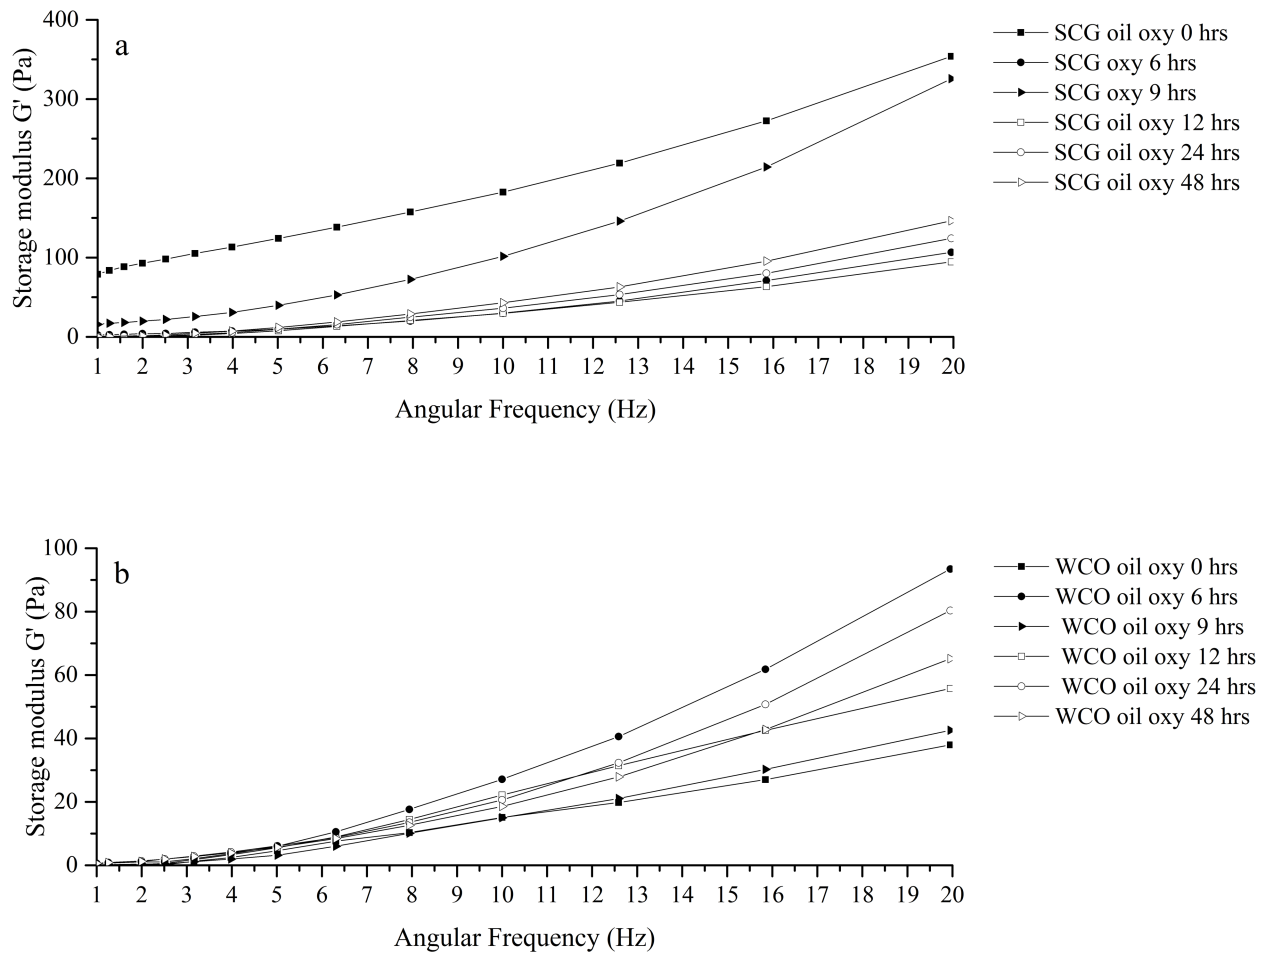 400
300
200
100
0
Storage modulus G' (Pa)
a
1 2 3 4 5 6 7 8 9 10 11 12 13 14 15 16 17 18 19 20
Angular Frequency (Hz)
SCG oil oxy 0 hrs
SCG oxy 6 hrs
SCG oxy 9 hrs
SCG oil oxy 12 hrs
SCG oil oxy 24 hrs
SCG oil oxy 48 hrs
100
80
60
40
20
0
Storage modulus G' (Pa)
b
1 2 3 4 5 6 7 8 9 10 11 12 13 14 15 16 17 18 19 20
Angular Frequency (Hz)
WCO oil oxy 0 hrs
WCO oil oxy 6 hrs
WCO oil oxy 9 hrs
WCO oil oxy 12 hrs
WCO oil oxy 24 hrs
WCO oil oxy 48 hrs